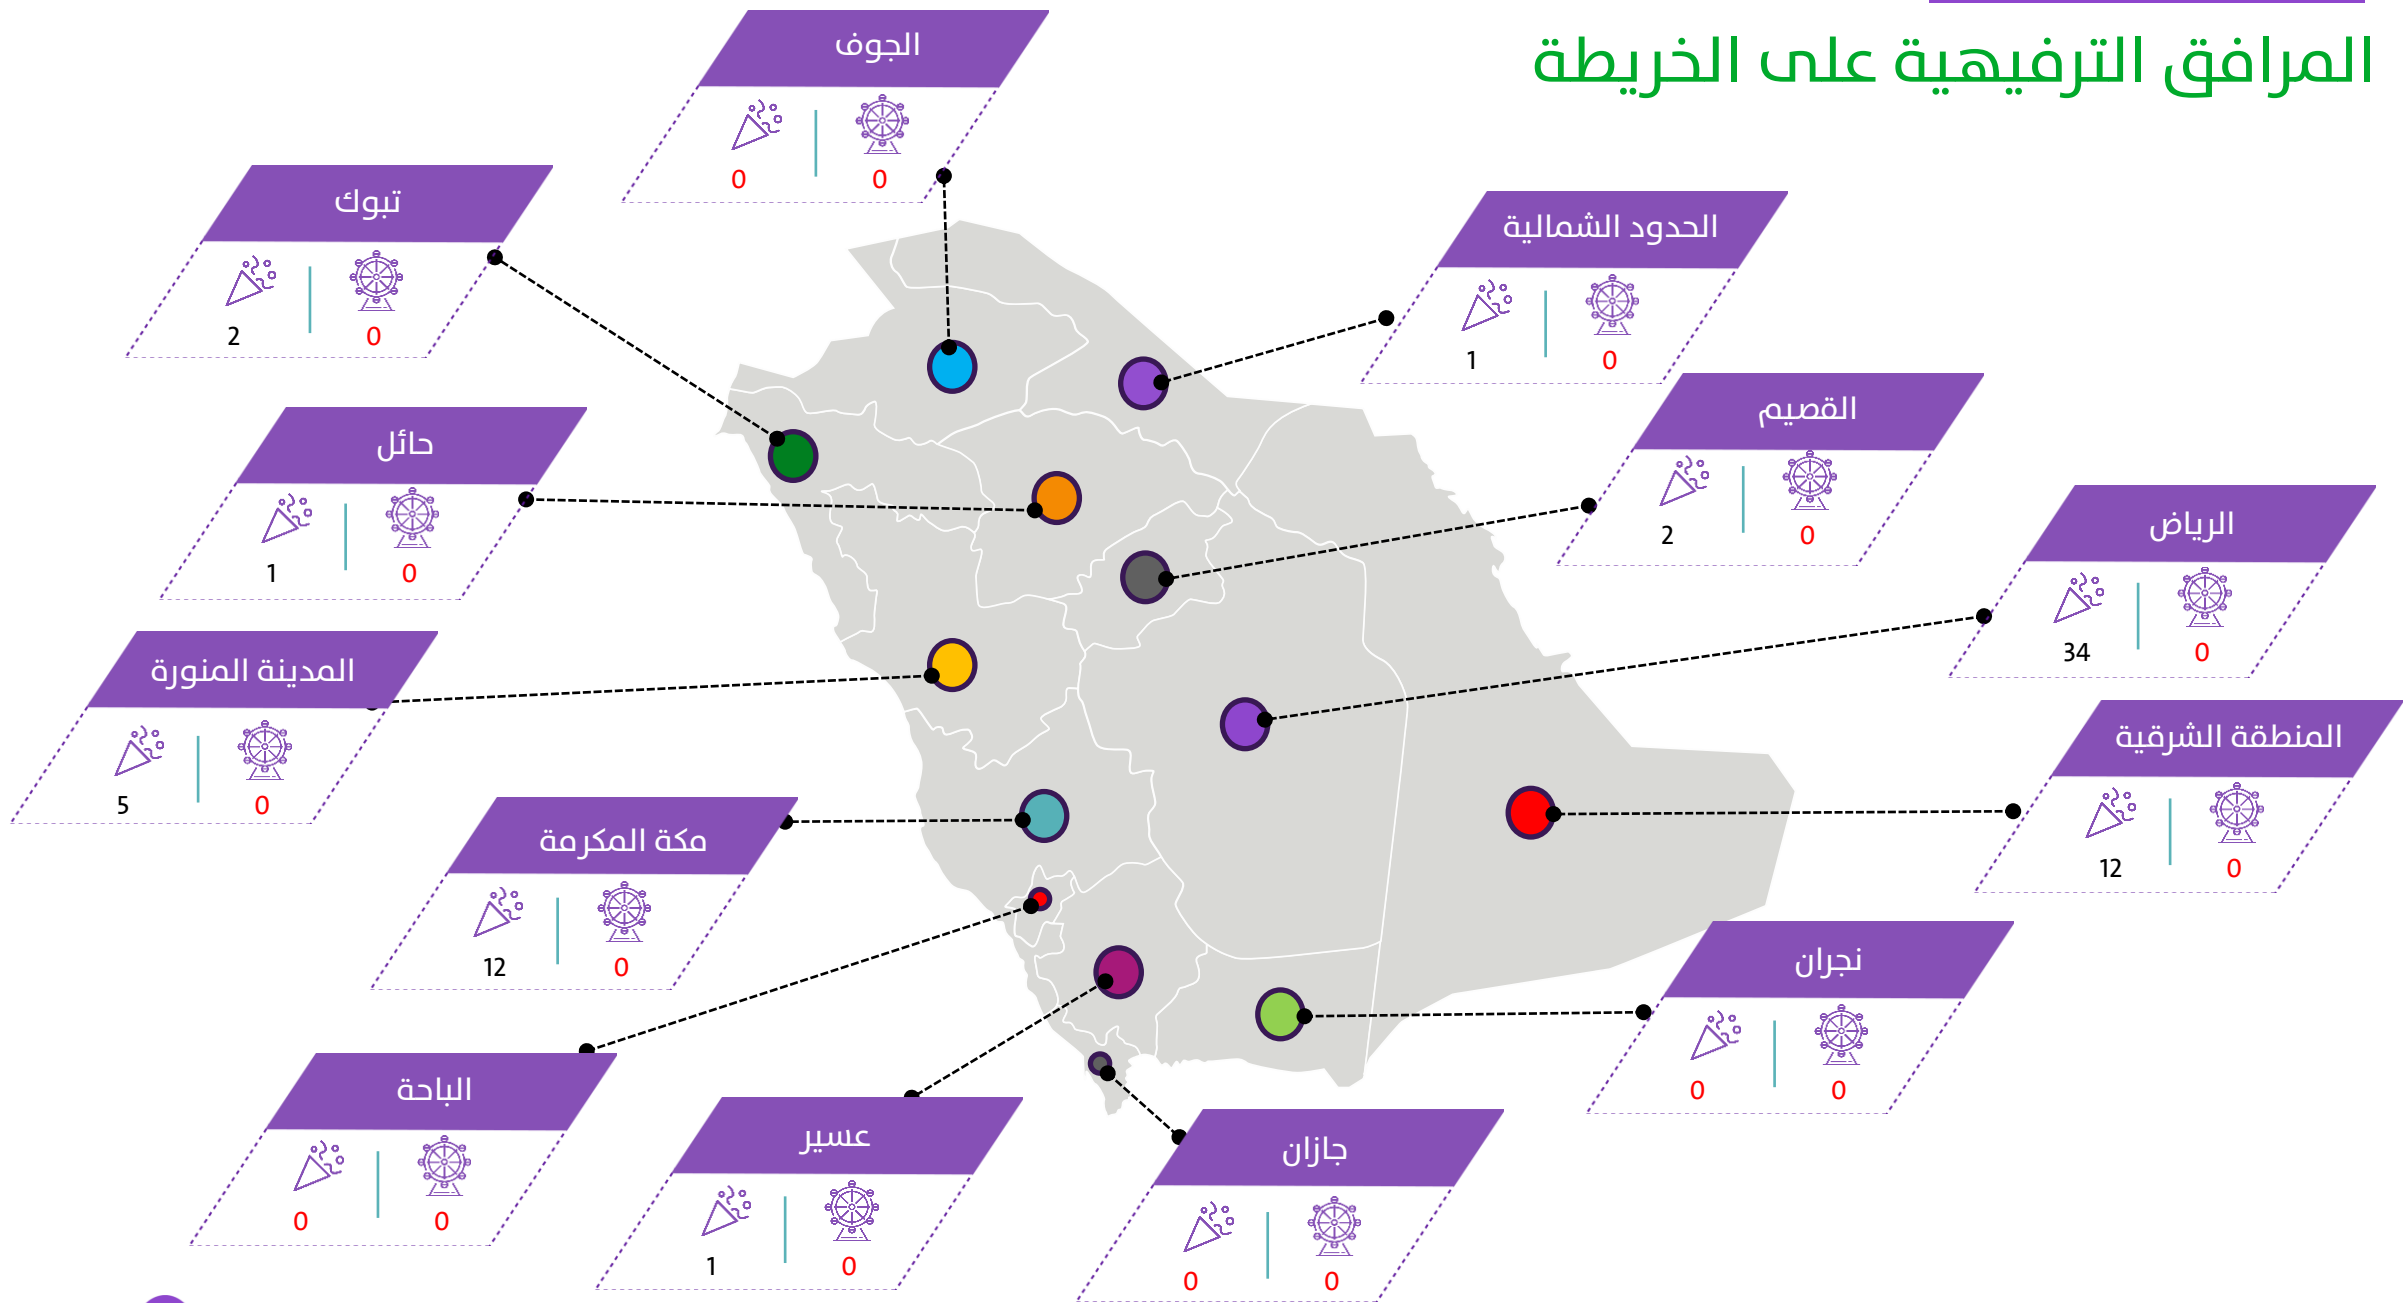 المرافق الترفيهية على الخريطة
الجوف
0 0
تبوك
0 2
الحدود الشمالية
0 1
القصيم
0 2
حائل
0 1
الرياض
0 34
المدينة المنورة
0 5
المنطقة الشرقية
0 12
مكة المكرمة
0 12
نجران
0 0
الباحة
0 0
عسير
0 1
جازان
0 0